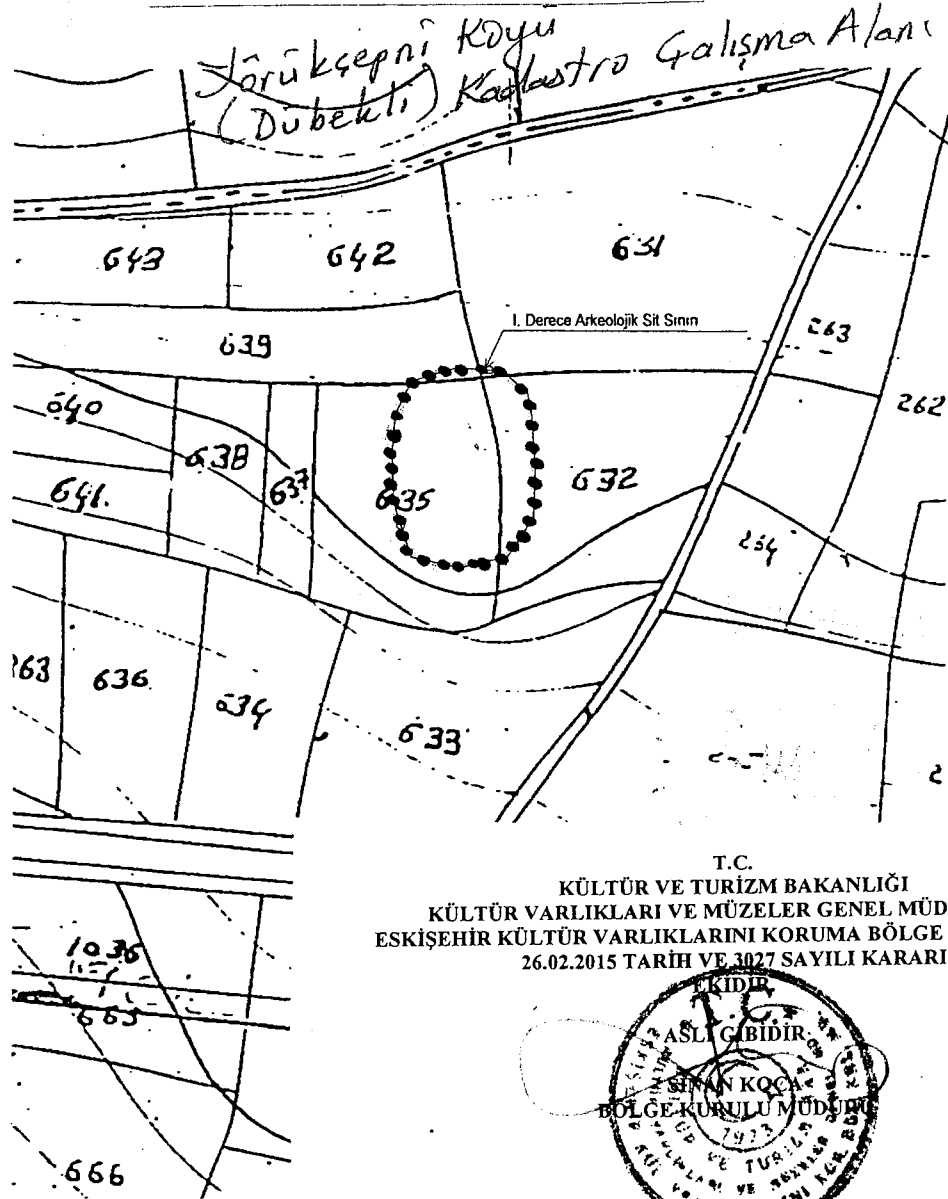 Yörükçepni Köyü
(Dübekli) Kadastro Çalışma Alanı
643
642
631
I. Derece Arkeolojik Sit Sınırı
639
263
640
262
638
637
635
632
641.
264
636
634
633
T.C.
KÜLTÜR VE TURİZM BAKANLIĞI
KÜLTÜR VARLIKLARI VE MÜZELER GENEL MÜD
ESKİŞEHİR KÜLTÜR VARLIKLARINI KORUMA BÖLGE
26.02.2015 TARİH VE 3027 SAYILI KARARI
EKİDİR
ASLI GİBİDİR
SİNAN KOCA
BÖLGE KURULU MÜDÜRÜ
1036
665
666